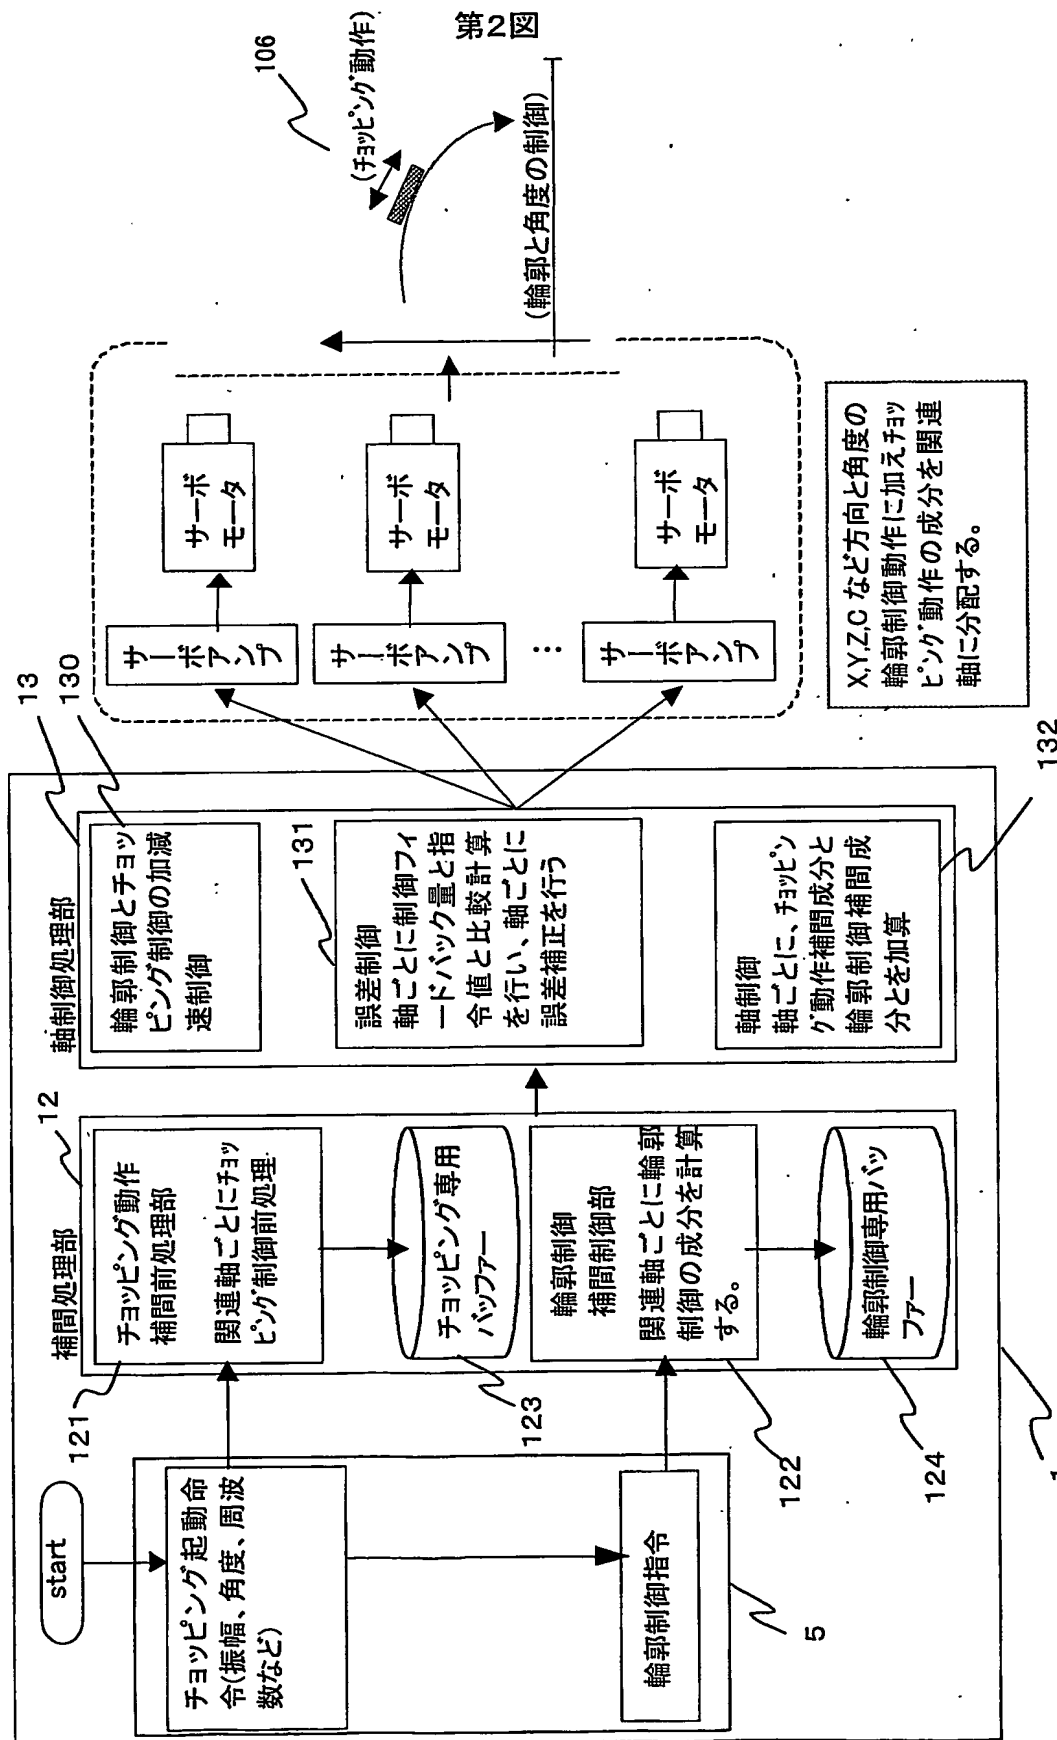 第2図
start
チョッピング起動命
令(振幅、角度、周波
数など)
輪郭制御指令
5
補間処理部
12
121
チョッピング動作
補間前処理部
関連軸ごとにチョッ
ピング制御前処理
チョッピング専用
バッファー
123
輪郭制御
補間制御部
関連軸ごとに輪郭
制御の成分を計算
する。
122
輪郭制御専用バッ
ファー
124
1
軸制御処理部
13
130
輪郭制御とチョッ
ピング制御の加減
速制御
131
誤差制御
軸ごとに制御フィ
ードバック量と指
令値と比較計算
を行い、軸ごとに
誤差補正を行う
軸制御
軸ごとに、チョッピン
グ動作補間成分と
輪郭制御補間成
分とを加算
132
サーボアンプ
サーボ
モータ
サーボアンプ
サーボ
モータ
…
サーボアンプ
サーボ
モータ
X,Y,Z,C など方向と角度の
輪郭制御動作に加えチョッ
ピング動作の成分を関連
軸に分配する。
106
(チョッピング動作)
(輪郭と角度の制御)